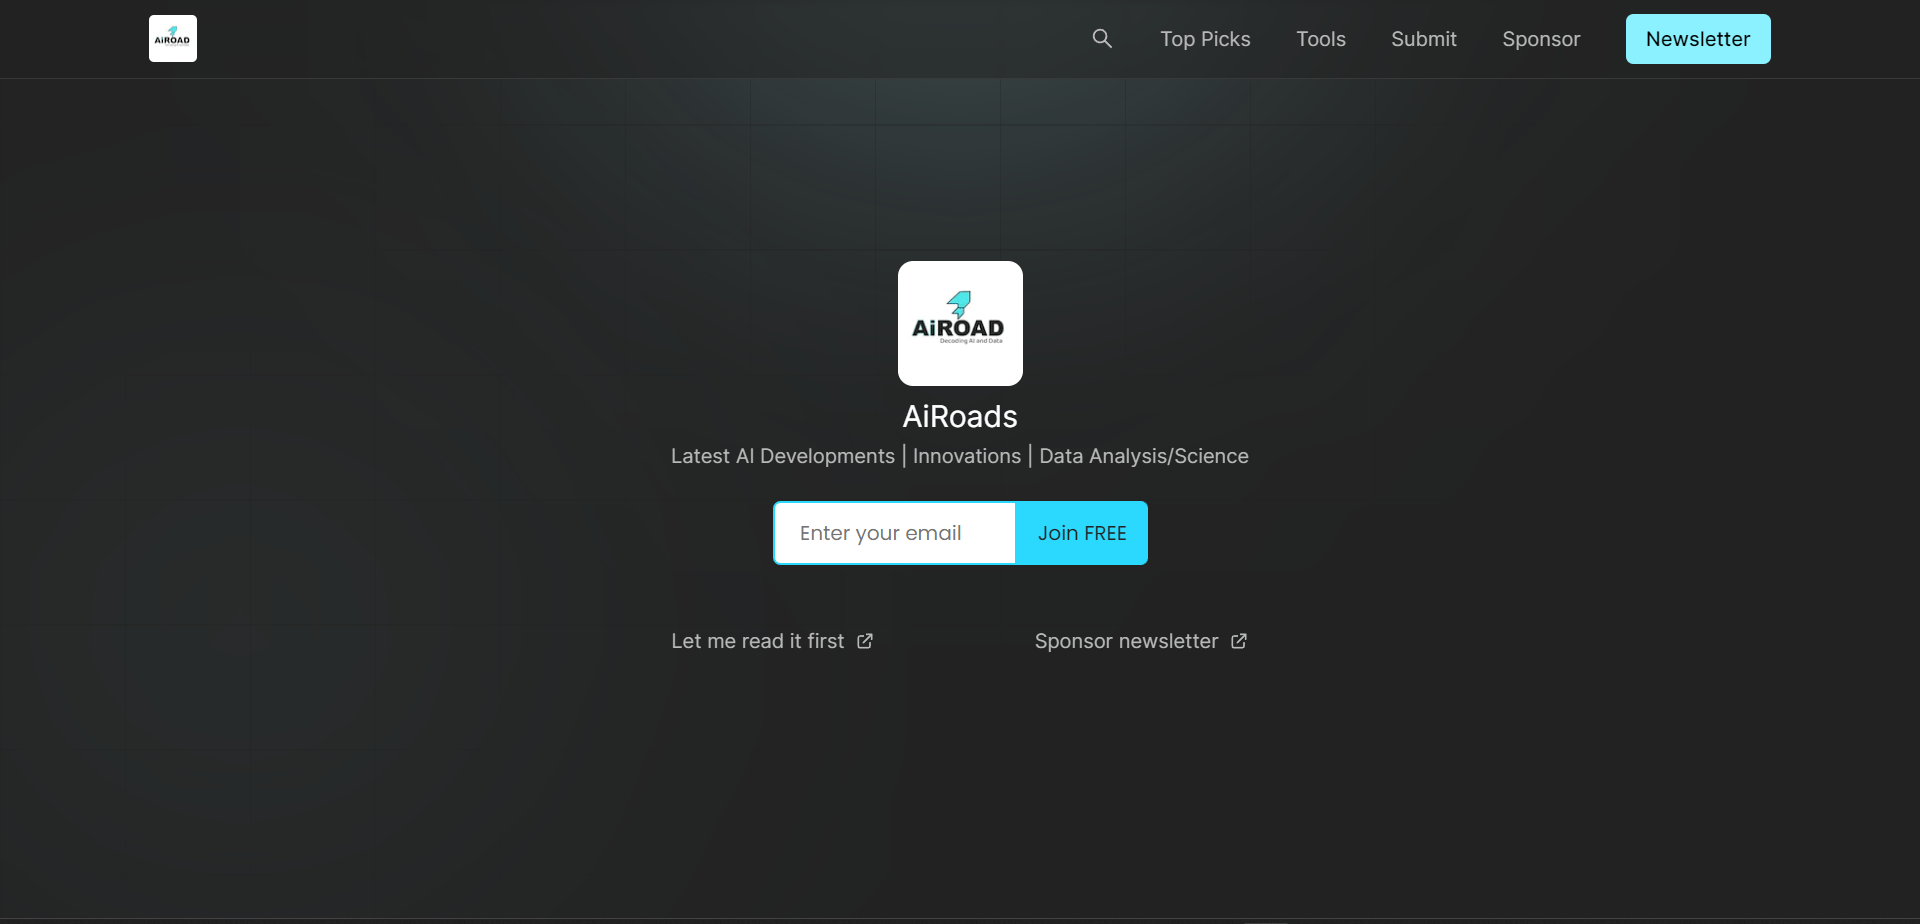 AiROAD
Top Picks
Tools
Submit
Sponsor
Newsletter
AiROAD
Decoding AI and Data
AiRoads
Latest AI Developments | Innovations | Data Analysis/Science
Enter your email
Join FREE
Let me read it first
Sponsor newsletter